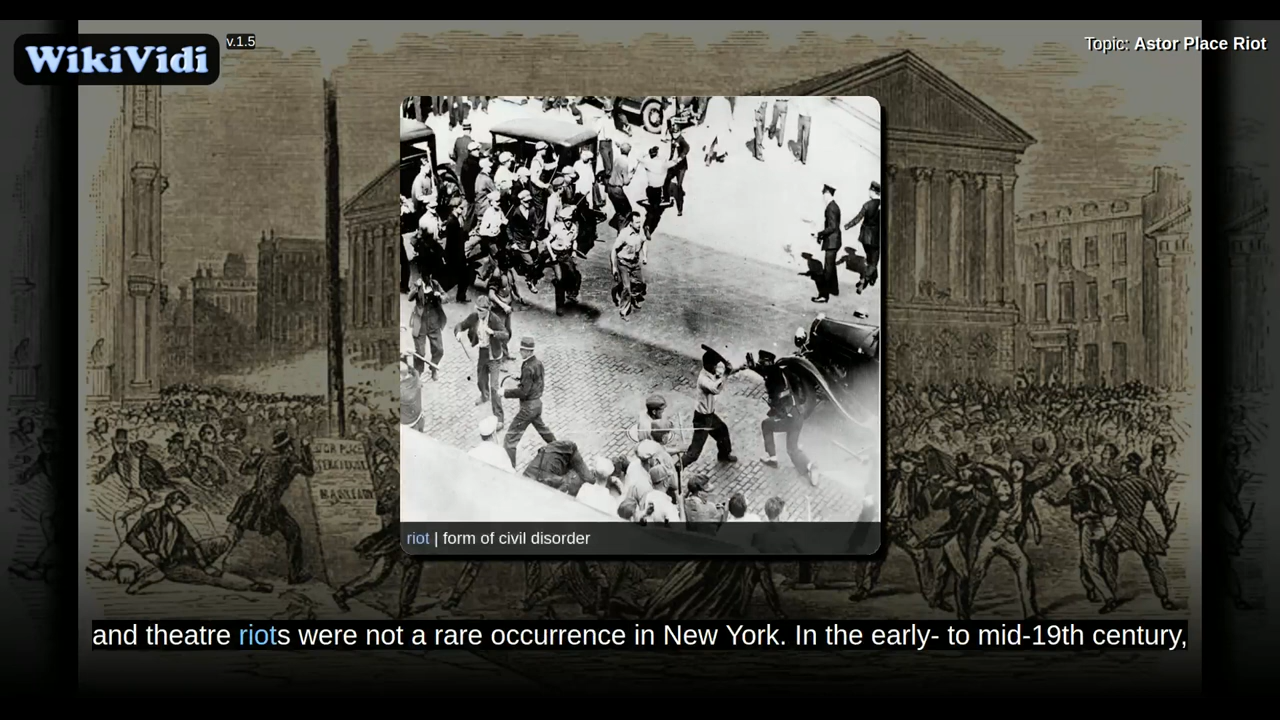 WikiVidi
v.1.5
Topic: Astor Place Riot
riot | form of civil disorder
and theatre riots were not a rare occurrence in New York. In the early- to mid-19th century,